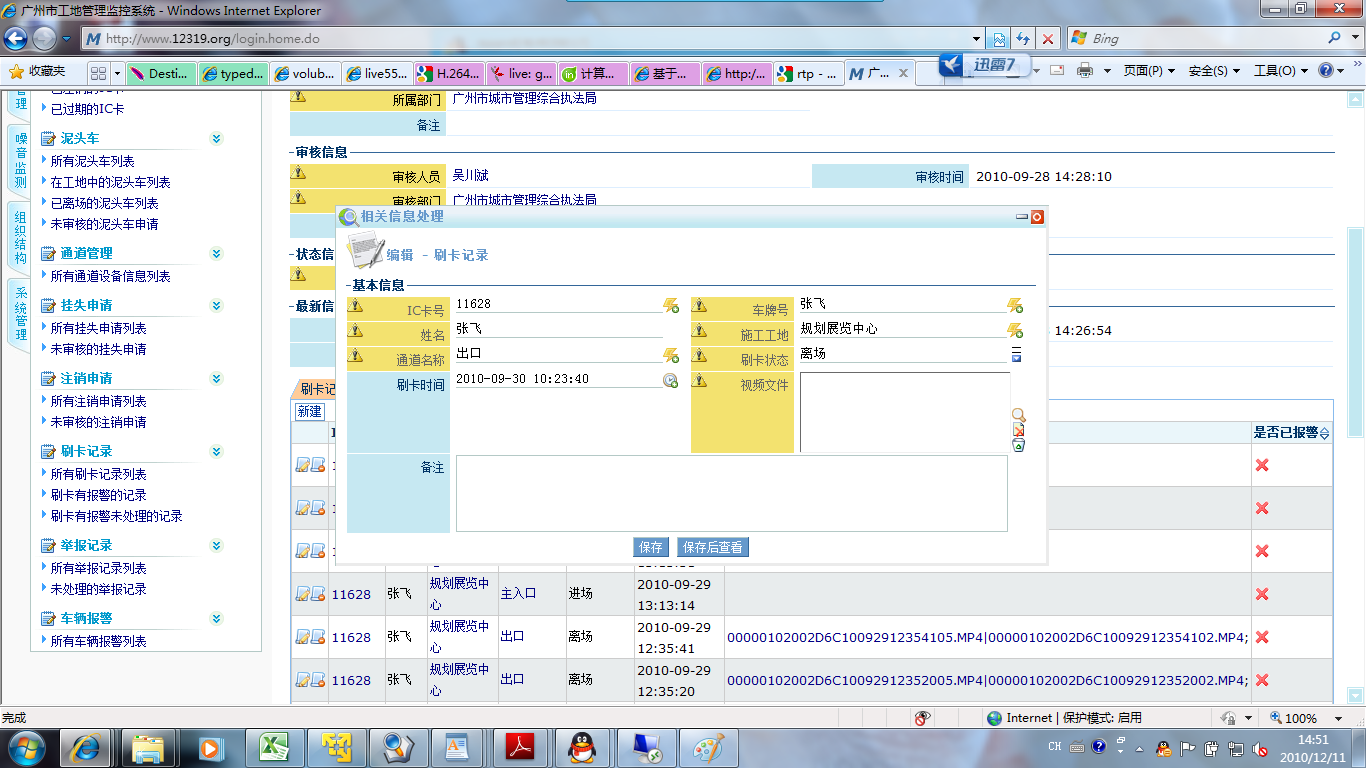 广州市工地管理监控系统 - Windows Internet Explorer
http://www.12319.org/login.home.do
Bing
收藏夹
Desti...
typed...
volub...
live55...
H.264...
live: g...
计算...
基于...
http:/...
rtp - ...
广...
迅雷7
页面(P)
安全(S)
工具(O)
管理
噪音监测
组织结构
系统管理
已过期的IC卡
泥头车
所有泥头车列表
在工地中的泥头车列表
已离场的泥头车列表
未审核的泥头车申请
通道管理
所有通道设备信息列表
挂失申请
所有挂失申请列表
未审核的挂失申请
注销申请
所有注销申请列表
未审核的注销申请
刷卡记录
所有刷卡记录列表
刷卡有报警的记录
刷卡有报警未处理的记录
举报记录
所有举报记录列表
未处理的举报记录
车辆报警
所有车辆报警列表
所属部门 广州市城市管理综合执法局
备注
审核信息
审核人员 吴川斌 审核时间 2010-09-28 14:28:10
审核部门 广州市城市管理综合执法局
状态信
最新信
14:26:54
刷卡记
新建
是否已报警
相关信息处理
编辑 - 刷卡记录
基本信息
IC卡号 11628 车牌号 张飞
姓名 张飞 施工工地 规划展览中心
通道名称 出口 刷卡状态 离场
刷卡时间 2010-09-30 10:23:40 视频文件
备注
保存 保存后查看
11628 张飞 规划展览中心 主入口 进场 2010-09-29 13:13:14
11628 张飞 规划展览中心 出口 离场 2010-09-29 12:35:41 00000102002D6C10092912354105.MP4|00000102002D6C10092912354102.MP4;
11628 张飞 规划展览中心 出口 离场 2010-09-29 12:35:20 00000102002D6C10092912352005.MP4|00000102002D6C10092912352002.MP4;
完成
Internet | 保护模式: 启用
100%
CH
14:51
2010/12/11